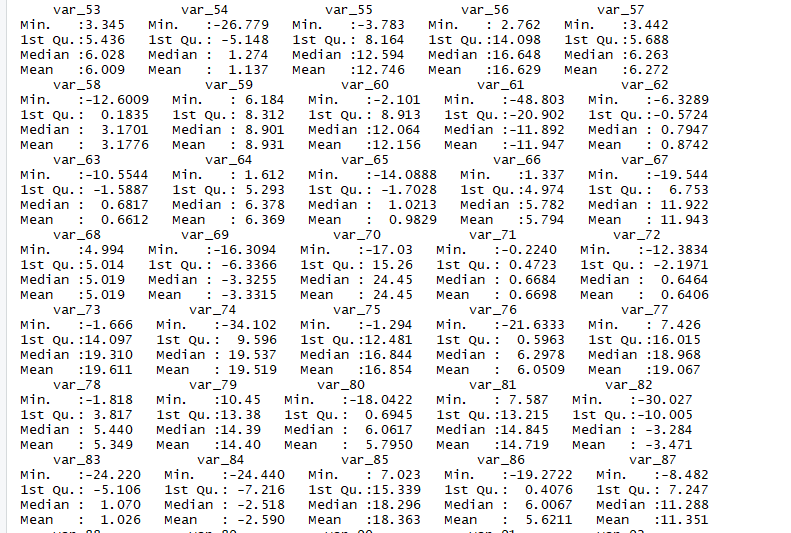 var_53 var_54 var_55 var_56 var_57
Min. :3.345 Min. :-26.779 Min. :-3.783 Min. : 2.762 Min. :3.442
1st Qu.:5.436 1st Qu.: -5.148 1st Qu.: 8.164 1st Qu.:14.098 1st Qu.:5.688
Median :6.028 Median : 1.274 Median :12.594 Median :16.648 Median :6.263
Mean :6.009 Mean : 1.137 Mean :12.746 Mean :16.629 Mean :6.272
var_58 var_59 var_60 var_61 var_62
Min. :-12.6009 Min. : 6.184 Min. :-2.101 Min. :-48.803 Min. :-6.3289
1st Qu.: 0.1835 1st Qu.: 8.312 1st Qu.: 8.913 1st Qu.:-20.902 1st Qu.:-0.5724
Median : 3.1701 Median : 8.901 Median :12.064 Median :-11.892 Median : 0.7947
Mean : 3.1776 Mean : 8.931 Mean :12.156 Mean :-11.947 Mean : 0.8742
var_63 var_64 var_65 var_66 var_67
Min. :-10.5544 Min. : 1.612 Min. :-14.0888 Min. :1.337 Min. :-19.544
1st Qu.: -1.5887 1st Qu.: 5.293 1st Qu.: -1.7028 1st Qu.:4.974 1st Qu.: 6.753
Median : 0.6817 Median : 6.378 Median : 1.0213 Median :5.782 Median : 11.922
Mean : 0.6612 Mean : 6.369 Mean : 0.9829 Mean :5.794 Mean : 11.943
var_68 var_69 var_70 var_71 var_72
Min. :4.994 Min. :-16.3094 Min. :-17.03 Min. :-0.2240 Min. :-12.3834
1st Qu.:5.014 1st Qu.: -6.3366 1st Qu.: 15.26 1st Qu.: 0.4723 1st Qu.: -2.1971
Median :5.019 Median : -3.3255 Median : 24.45 Median : 0.6684 Median : 0.6464
Mean :5.019 Mean : -3.3315 Mean : 24.45 Mean : 0.6698 Mean : 0.6406
var_73 var_74 var_75 var_76 var_77
Min. :-1.666 Min. :-34.102 Min. :-1.294 Min. :-21.6333 Min. : 7.426
1st Qu.:14.097 1st Qu.: 9.596 1st Qu.:12.481 1st Qu.: 0.5963 1st Qu.:16.015
Median :19.310 Median : 19.537 Median :16.844 Median : 6.2978 Median :18.968
Mean :19.611 Mean : 19.519 Mean :16.854 Mean : 6.0509 Mean :19.067
var_78 var_79 var_80 var_81 var_82
Min. :-1.818 Min. :10.45 Min. :-18.0422 Min. : 7.587 Min. :-30.027
1st Qu.: 3.817 1st Qu.:13.38 1st Qu.: 0.6945 1st Qu.:13.215 1st Qu.:-10.005
Median : 5.440 Median :14.39 Median : 6.0617 Median :14.845 Median : -3.284
Mean : 5.349 Mean :14.40 Mean : 5.7950 Mean :14.719 Mean : -3.471
var_83 var_84 var_85 var_86 var_87
Min. :-24.220 Min. :-24.440 Min. : 7.023 Min. :-19.2722 Min. :-8.482
1st Qu.: -5.106 1st Qu.: -7.216 1st Qu.:15.339 1st Qu.: 0.4076 1st Qu.: 7.247
Median : 1.070 Median : -2.518 Median :18.296 Median : 6.0067 Median :11.288
Mean : 1.026 Mean : -2.590 Mean :18.363 Mean : 5.6211 Mean :11.351